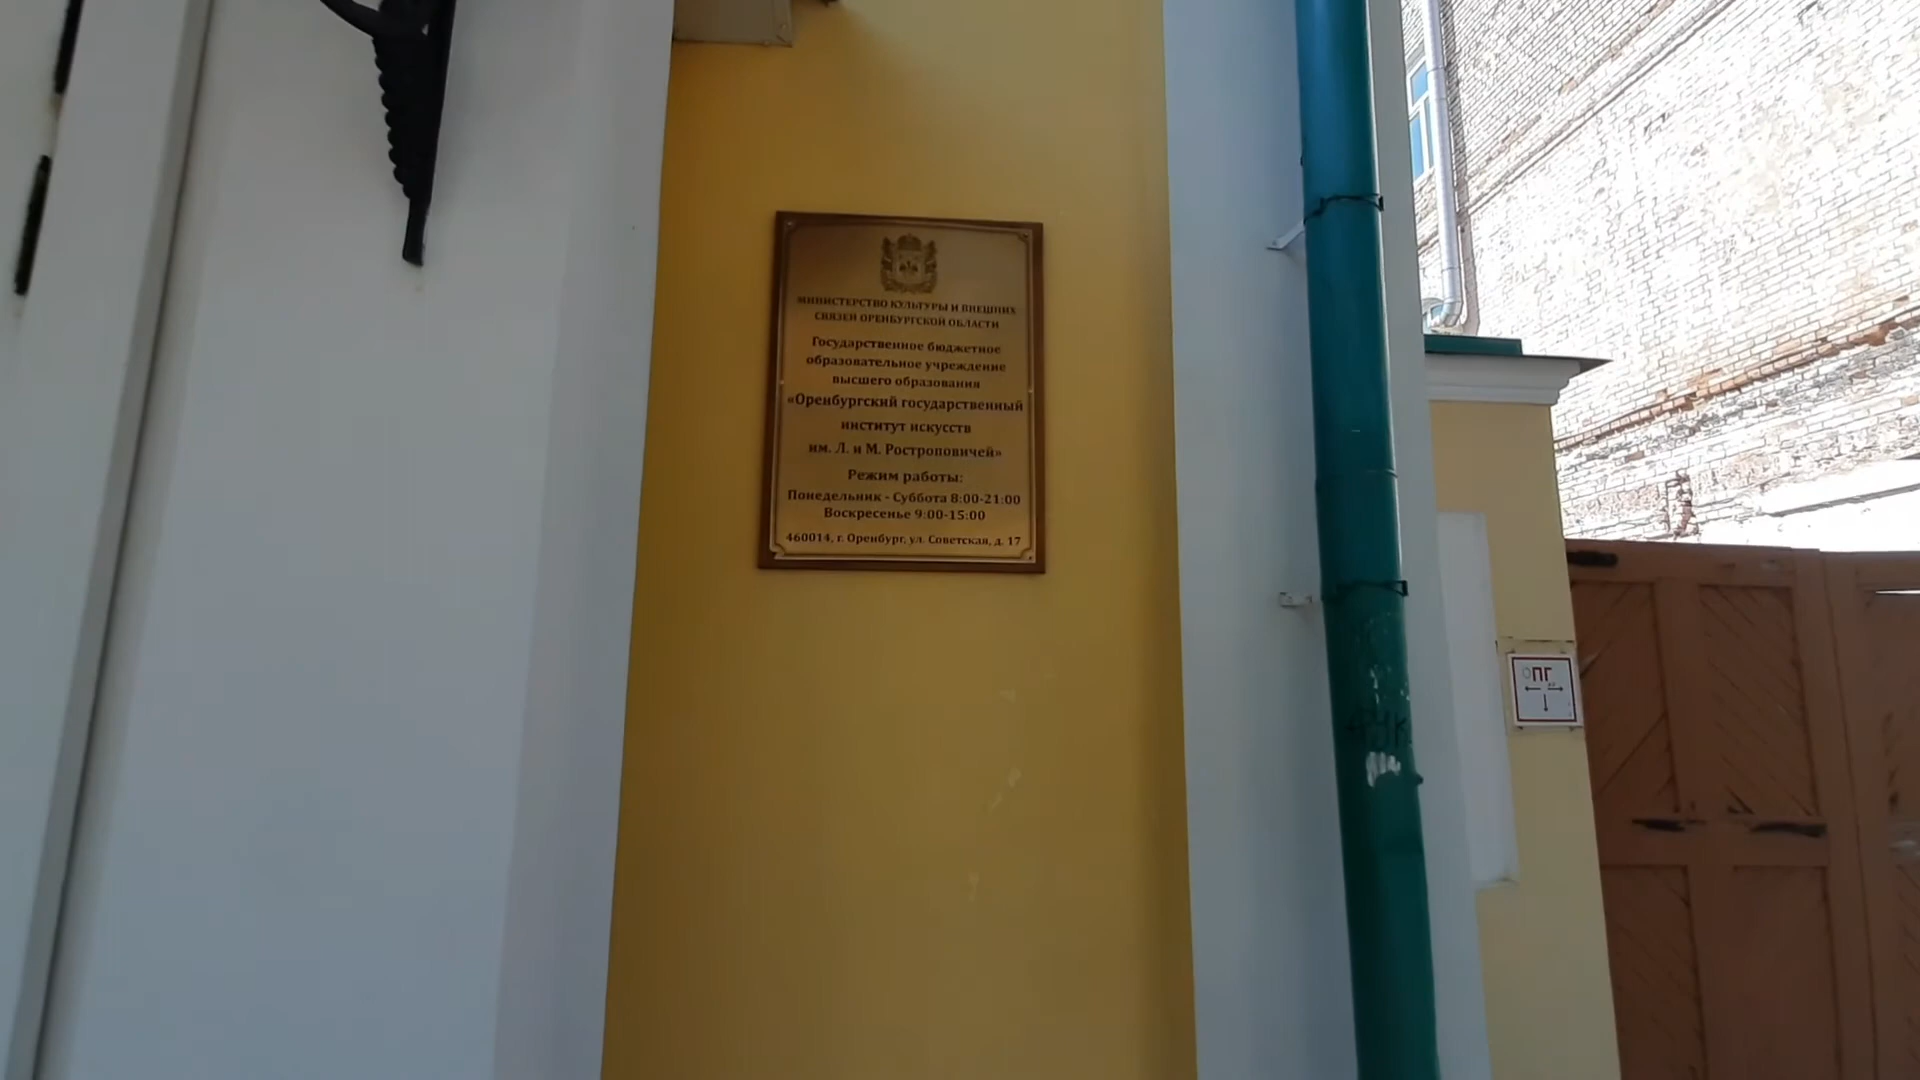 МИНИСТЕРСТВО КУЛЬТУРЫ И ВНЕШНИХ
СВЯЗЕЙ ОРЕНБУРГСКОЙ ОБЛАСТИ
Государственное бюджетное
образовательное учреждение
высшего образования
«Оренбургский государственный
институт искусств
им. Л. и М. Ростроповичей»
Режим работы:
Понедельник - Суббота 8:00-21:00
Воскресенье 9:00-15:00
460014, г. Оренбург, ул. Советская, д. 17
ПГ